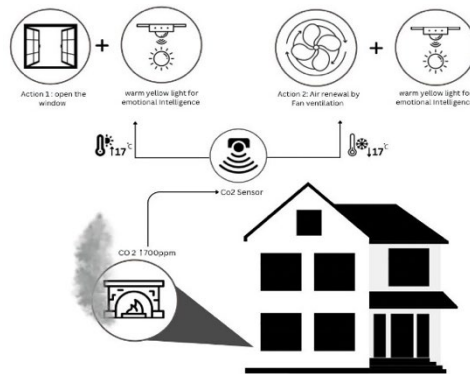 Action 1 : open the
window
warm yellow light for
emotional Intelligence
Action 2: Air renewal by
Fan ventilation
warm yellow light for
emotional Intelligence
↑17℃
↓17℃
Co2 Sensor
CO 2 ↑700ppm